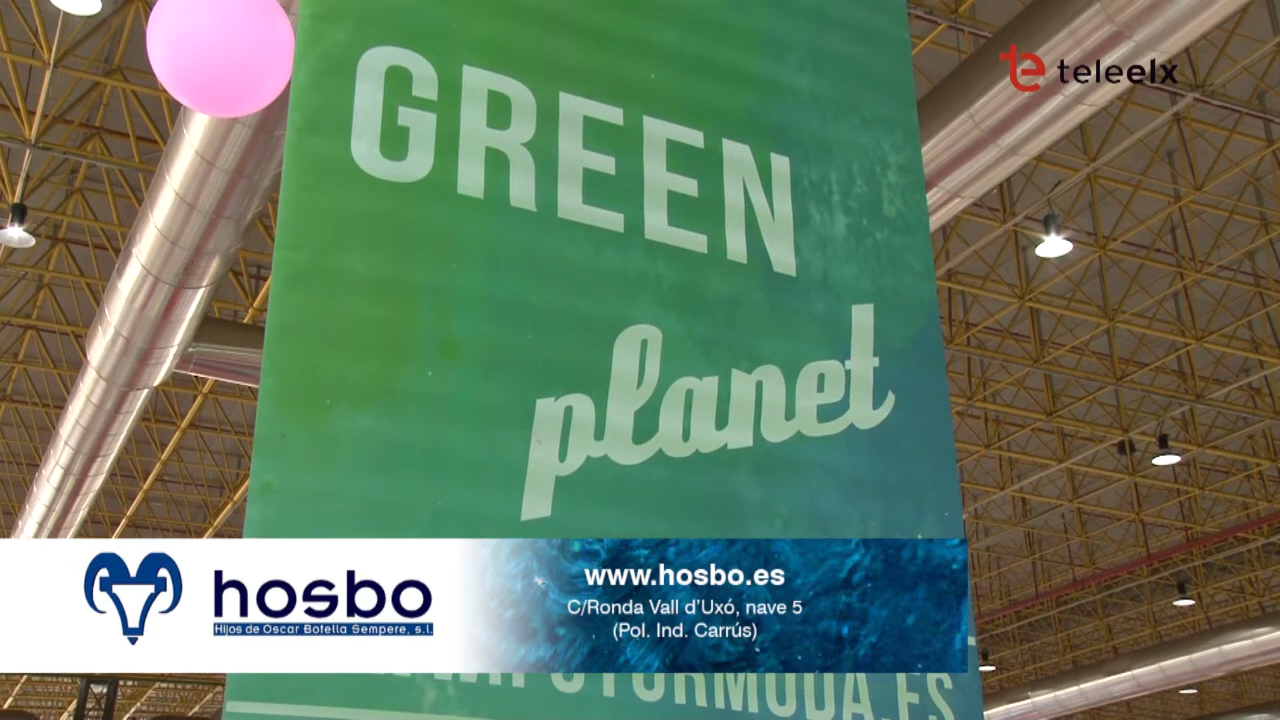 teleelx
GREEN
planet
hosbo
Hijos de Oscar Botella Sempere, s.l.
www.hosbo.es
C/Ronda Vall d'Uxó, nave 5
(Pol. Ind. Carrús)